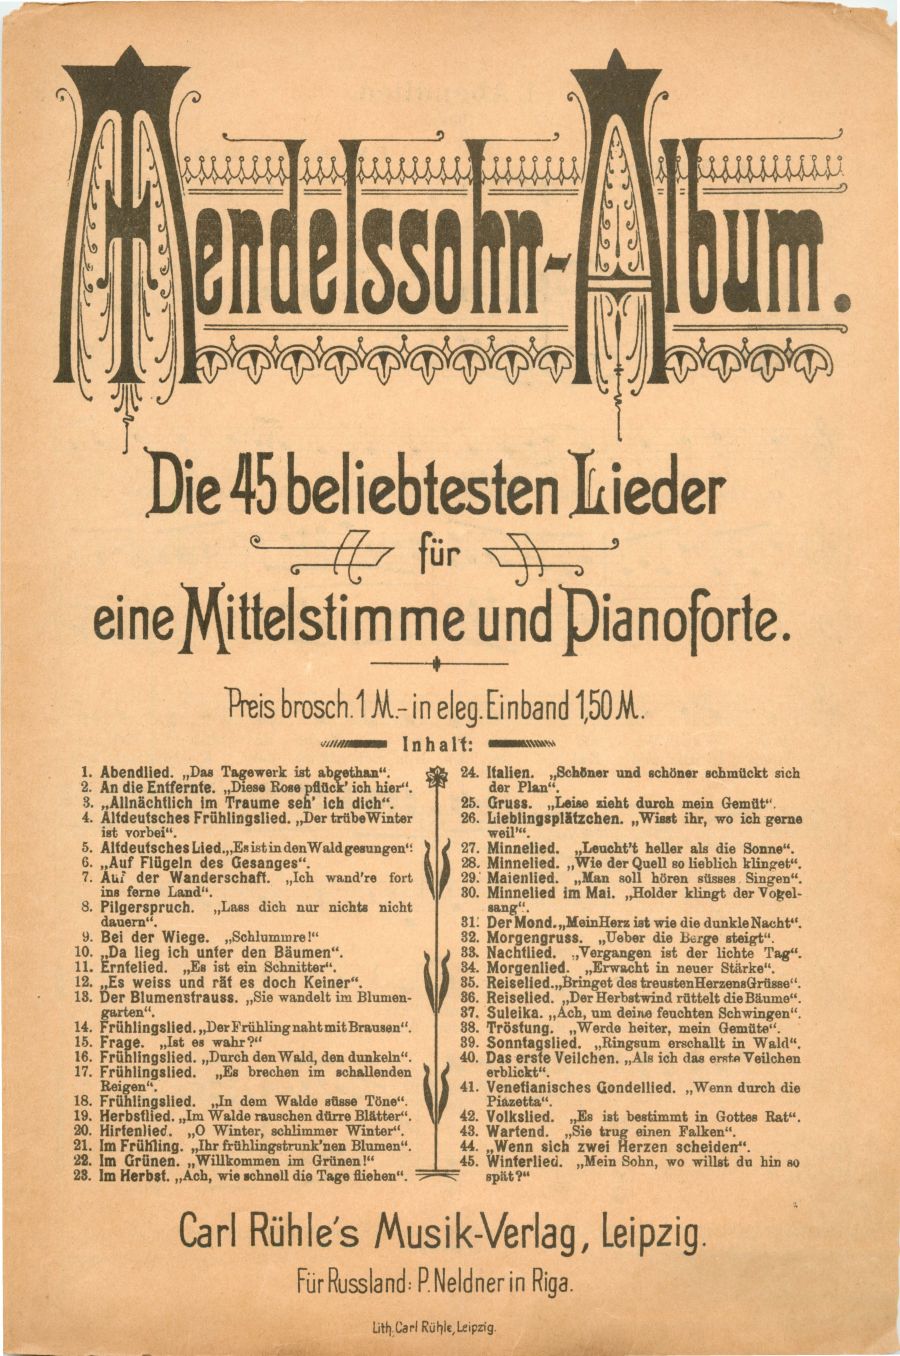 Mendelssohn-Album.
Die 45 beliebtesten Lieder
für
eine Mittelstimme und Pianoforte.
Preis brosch. 1 M.- in eleg. Einband 1,50 M.
Inhalt:
1. Abendlied. „Das Tagewerk ist abgethan“.
2. An die Entfernte. „Diese Rose pflück' ich hier“.
3. „Allnächtlich im Traume seh' ich dich“.
4. Altdeutsches Frühlingslied. „Der trübe Winter
ist vorbei“.
5. Altdeutsches Lied. „Es ist in den Wald gesungen“.
6. „Auf Flügeln des Gesanges“.
7. Auf der Wanderschaft. „Ich wand're fort
ins ferne Land“.
8. Pilgerspruch. „Lass dich nur nichts nicht
dauern“.
9. Bei der Wiege. „Schlummre!“
10. „Da lieg ich unter den Bäumen“.
11. Erntelied. „Es ist ein Schnitter“.
12. „Es weiss und rät es doch Keiner“.
13. Der Blumenstrauss. „Sie wandelt im Blumen-
garten“.
14. Frühlingslied. „Der Frühling naht mit Brausen“.
15. Frage. „Ist es wahr?“
16. Frühlingslied. „Durch den Wald, den dunkeln“.
17. Frühlingslied. „Es brechen im schallenden
Reigen“.
18. Frühlingslied. „In dem Walde süsse Töne“.
19. Herbstlied. „Im Walde rauschen dürre Blätter“.
20. Hirtenlied. „O Winter, schlimmer Winter“.
21. Im Frühling. „Ihr frühlingstrunk'nen Blumen“.
22. Im Grünen. „Willkommen im Grünen!“
23. Im Herbst. „Ach, wie schnell die Tage fliehen“.
24. Italien. „Schöner und schöner schmückt sich
der Plan“.
25. Gruss. „Leise zieht durch mein Gemüt“.
26. Lieblingsplätzchen. „Wisst ihr, wo ich gerne
weil'“.
27. Minnelied. „Leucht't heller als die Sonne“.
28. Minnelied. „Wie der Quell so lieblich klinget“.
29. Maienlied. „Man soll hören süsses Singen“.
30. Minnelied im Mai. „Holder klingt der Vogel-
sang“.
31. Der Mond. „Mein Herz ist wie die dunkle Nacht“.
32. Morgengruss. „Ueber die Berge steigt“.
33. Nachtlied. „Vergangen ist der lichte Tag“.
34. Morgenlied. „Erwacht in neuer Stärke“.
35. Reiselied. „Bringet des treusten Herzens Grüsse“.
36. Reiselied. „Der Herbstwind rüttelt die Bäume“.
37. Suleika. „Ach, um deine feuchten Schwingen“.
38. Tröstung. „Werde heiter, mein Gemüte“.
39. Sonntagslied. „Ringsum erschallt in Wald“.
40. Das erste Veilchen. „Als ich das erste Veilchen
erblickt“.
41. Venetianisches Gondellied. „Wenn durch die
Piazetta“.
42. Volkslied. „Es ist bestimmt in Gottes Rat“.
43. Wartend. „Sie trug einen Falken“.
44. „Wenn sich zwei Herzen scheiden“.
45. Winterlied. „Mein Sohn, wo willst du hin so
spät?“
Carl Rühle's Musik-Verlag, Leipzig.
Für Russland: P. Neldner in Riga.
Lith. Carl Rühle, Leipzig.